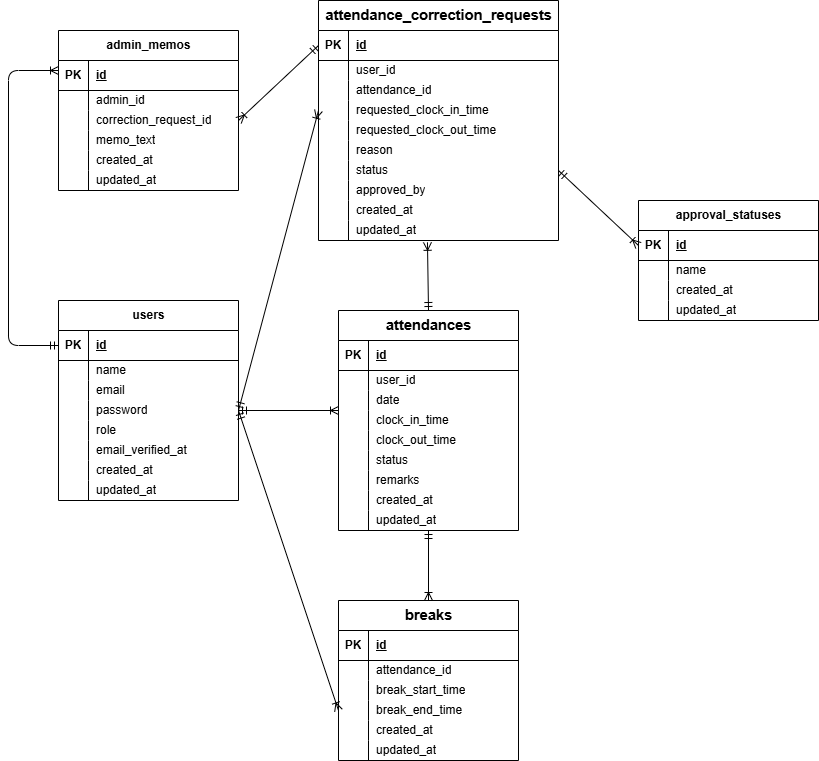 admin_memos
PK id
admin_id
correction_request_id
memo_text
created_at
updated_at
attendance_correction_requests
PK id
user_id
attendance_id
requested_clock_in_time
requested_clock_out_time
reason
status
approved_by
created_at
updated_at
approval_statuses
PK id
name
created_at
updated_at
users
PK id
name
email
password
role
email_verified_at
created_at
updated_at
attendances
PK id
user_id
date
clock_in_time
clock_out_time
status
remarks
created_at
updated_at
breaks
PK id
attendance_id
break_start_time
break_end_time
created_at
updated_at